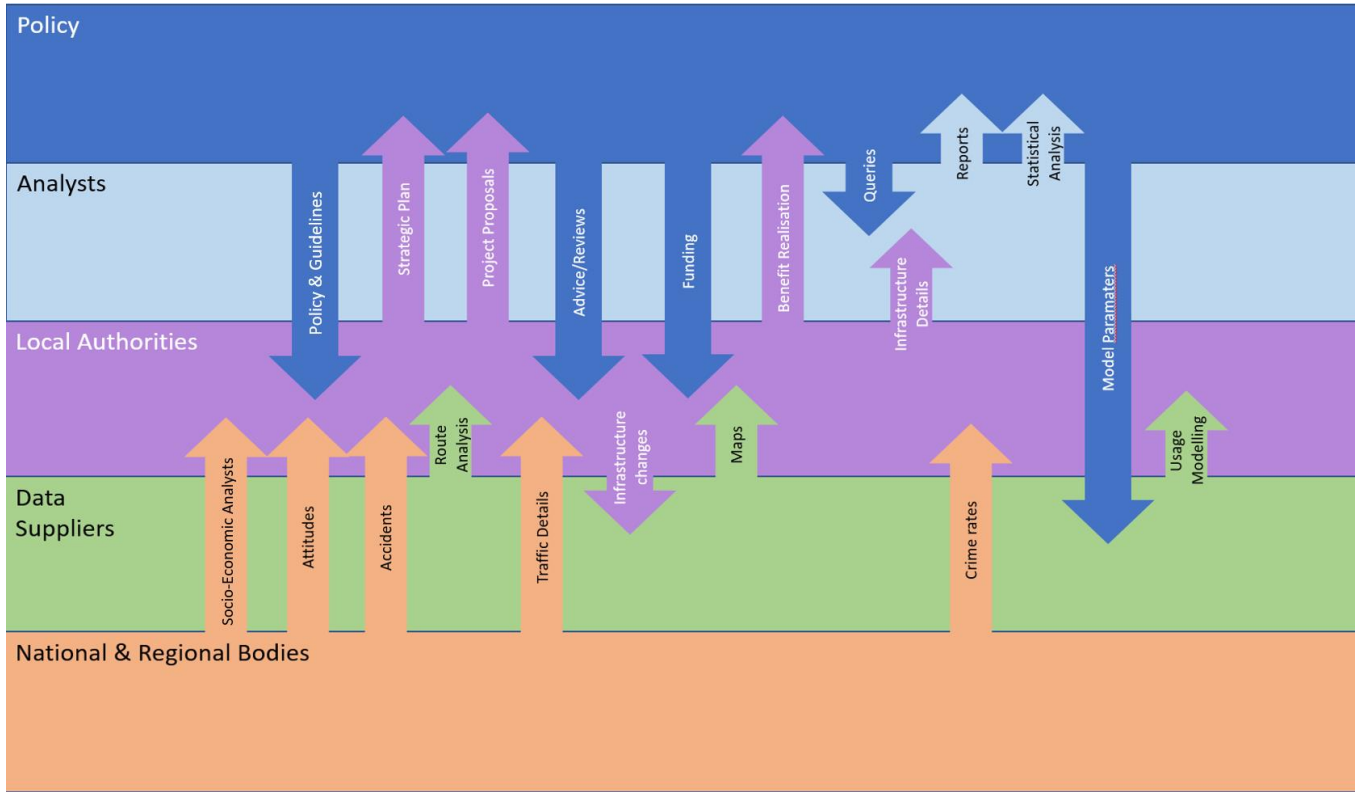 Policy
Reports
Statistical
Analysis
Queries
Analysts
Policy & Guidelines
Strategic Plan
Project Proposals
Advice/Reviews
Funding
Benefit Realisation
Infrastructure
Details
Model Paramaters
Local Authorities
Route
Analysis
Infrastructure
changes
Maps
Usage
Modelling
Data
Suppliers
Socio-Economic Analysts
Attitudes
Accidents
Traffic Details
Crime rates
National & Regional Bodies